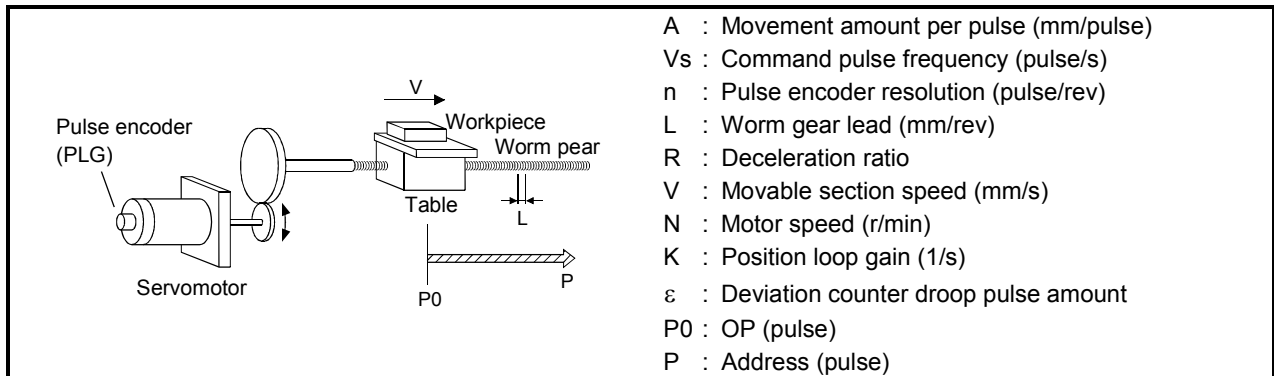 V
Pulse encoder
(PLG)
Workpiece
Worm pear
Table
L
Servomotor
P0
P
A : Movement amount per pulse (mm/pulse)
Vs : Command pulse frequency (pulse/s)
n : Pulse encoder resolution (pulse/rev)
L : Worm gear lead (mm/rev)
R : Deceleration ratio
V : Movable section speed (mm/s)
N : Motor speed (r/min)
K : Position loop gain (1/s)
ε : Deviation counter droop pulse amount
P0 : OP (pulse)
P : Address (pulse)